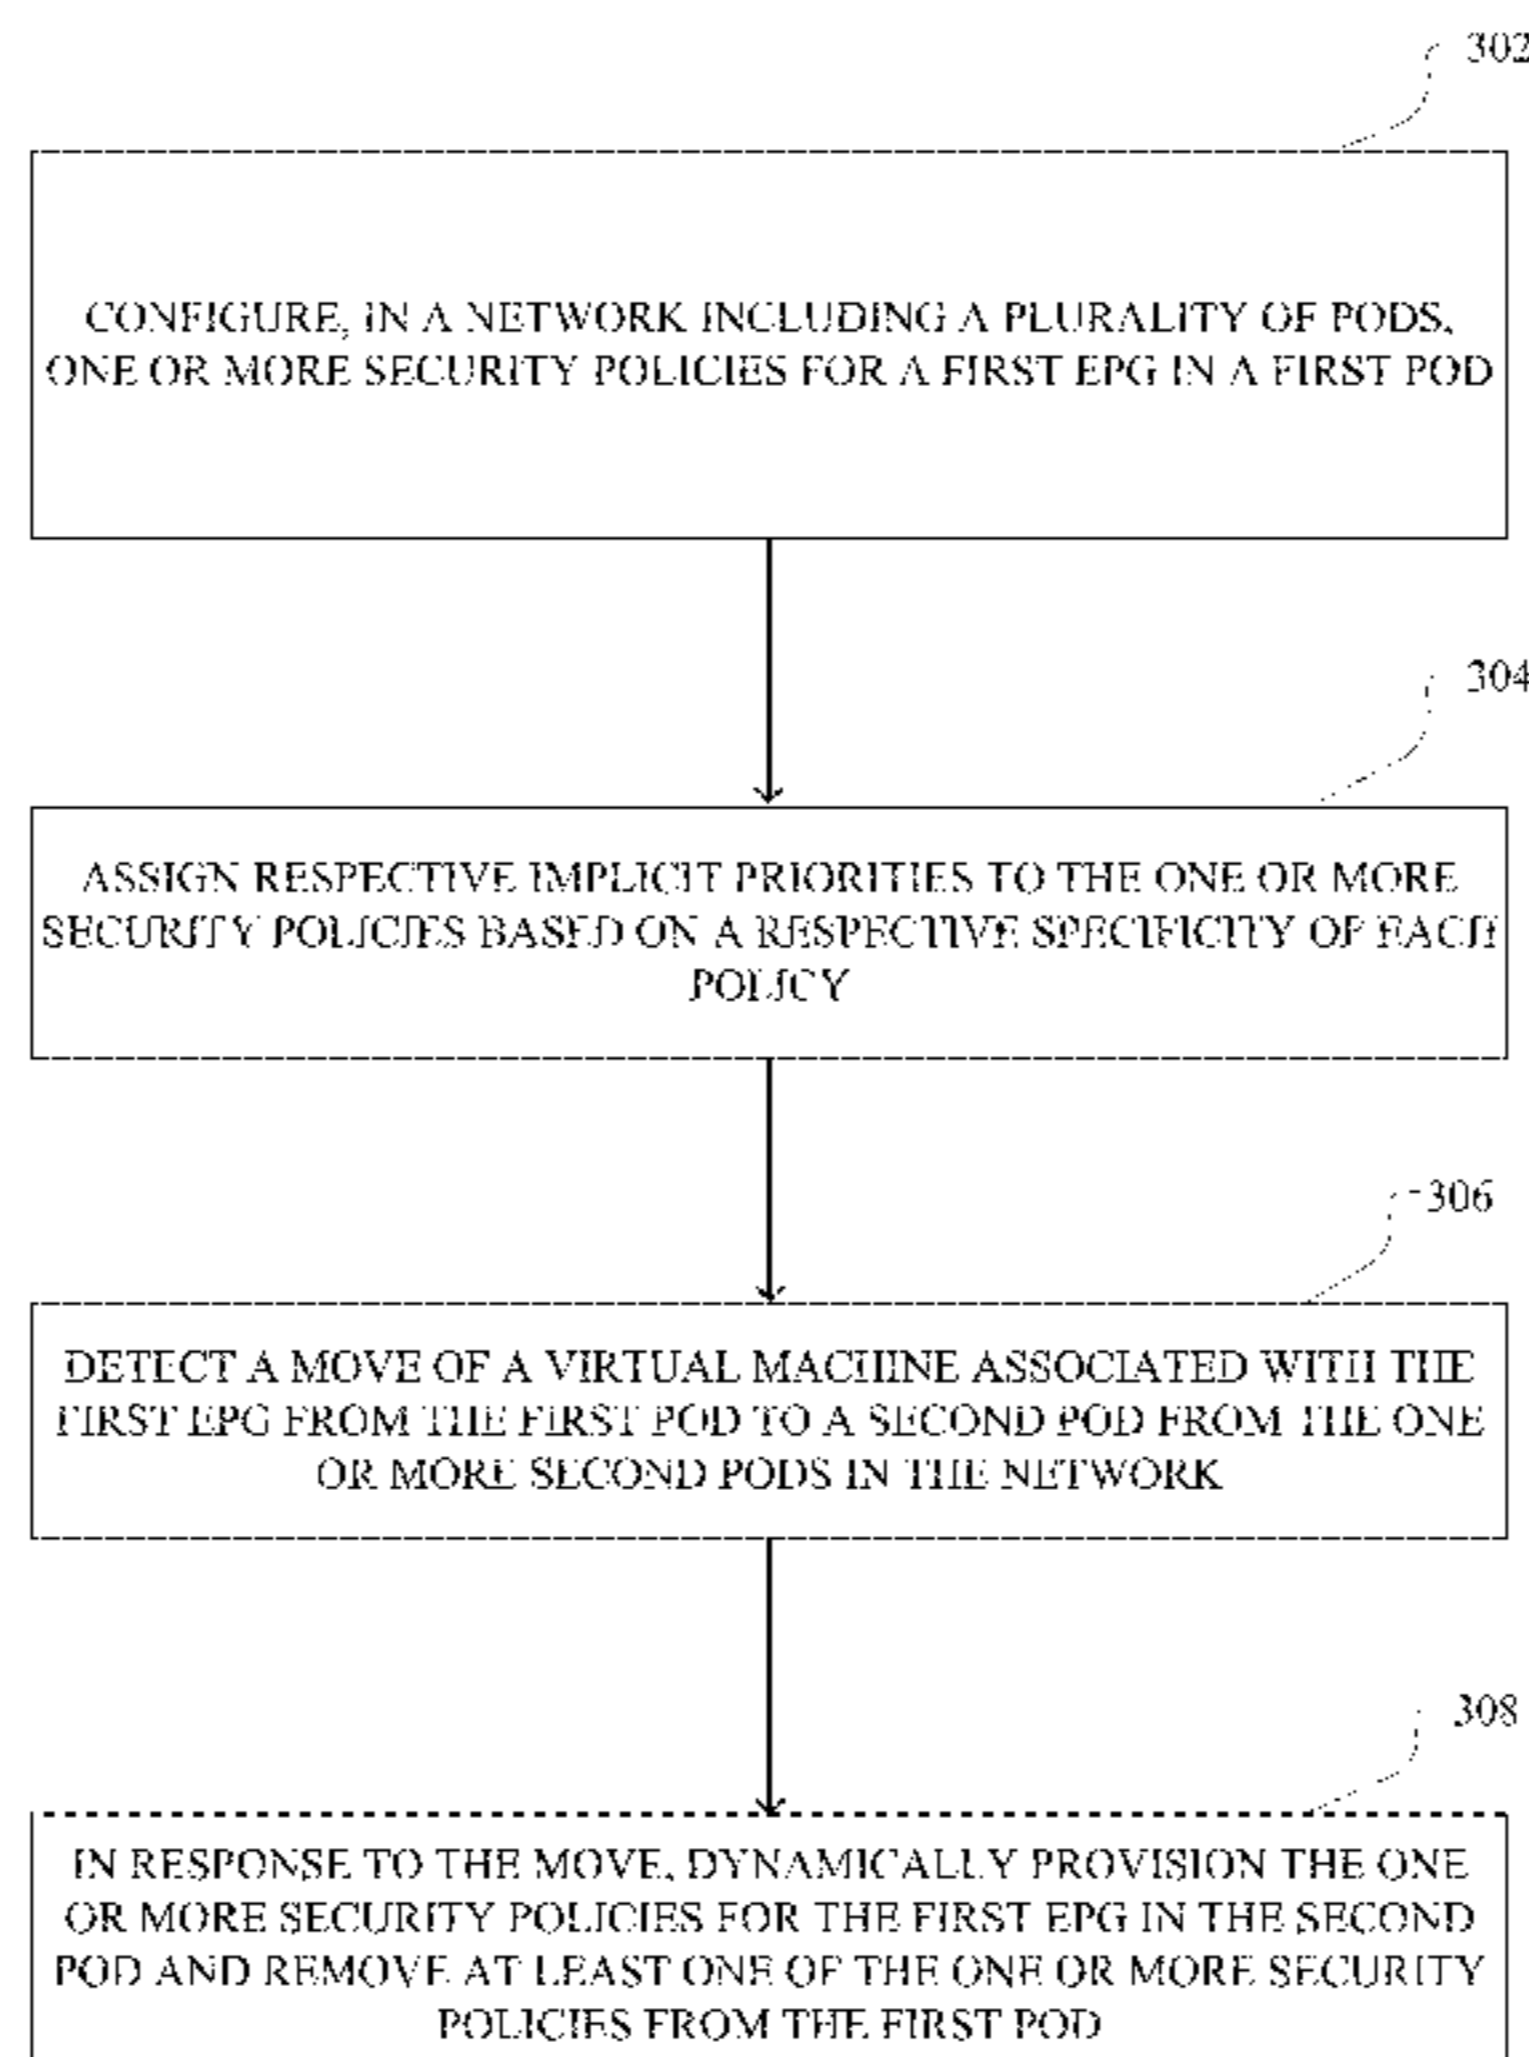 302
CONFIGURE, IN A NETWORK INCLUDING A PLURALITY OF PODS,
ONE OR MORE SECURITY POLICIES FOR A FIRST EPG IN A FIRST POD
304
ASSIGN RESPECTIVE IMPLICIT PRIORITIES TO THE ONE OR MORE
SECURITY POLICIES BASED ON A RESPECTIVE SPECIFICITY OF EACH
POLICY
306
DETECT A MOVE OF A VIRTUAL MACHINE ASSOCIATED WITH THE
FIRST EPG FROM THE FIRST POD TO A SECOND POD FROM THE ONE
OR MORE SECOND PODS IN THE NETWORK
308
IN RESPONSE TO THE MOVE, DYNAMICALLY PROVISION THE ONE
OR MORE SECURITY POLICIES FOR THE FIRST EPG IN THE SECOND
POD AND REMOVE AT LEAST ONE OF THE ONE OR MORE SECURITY
POLICIES FROM THE FIRST POD